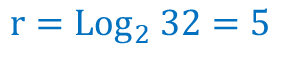 r = Log₂ 32 = 5